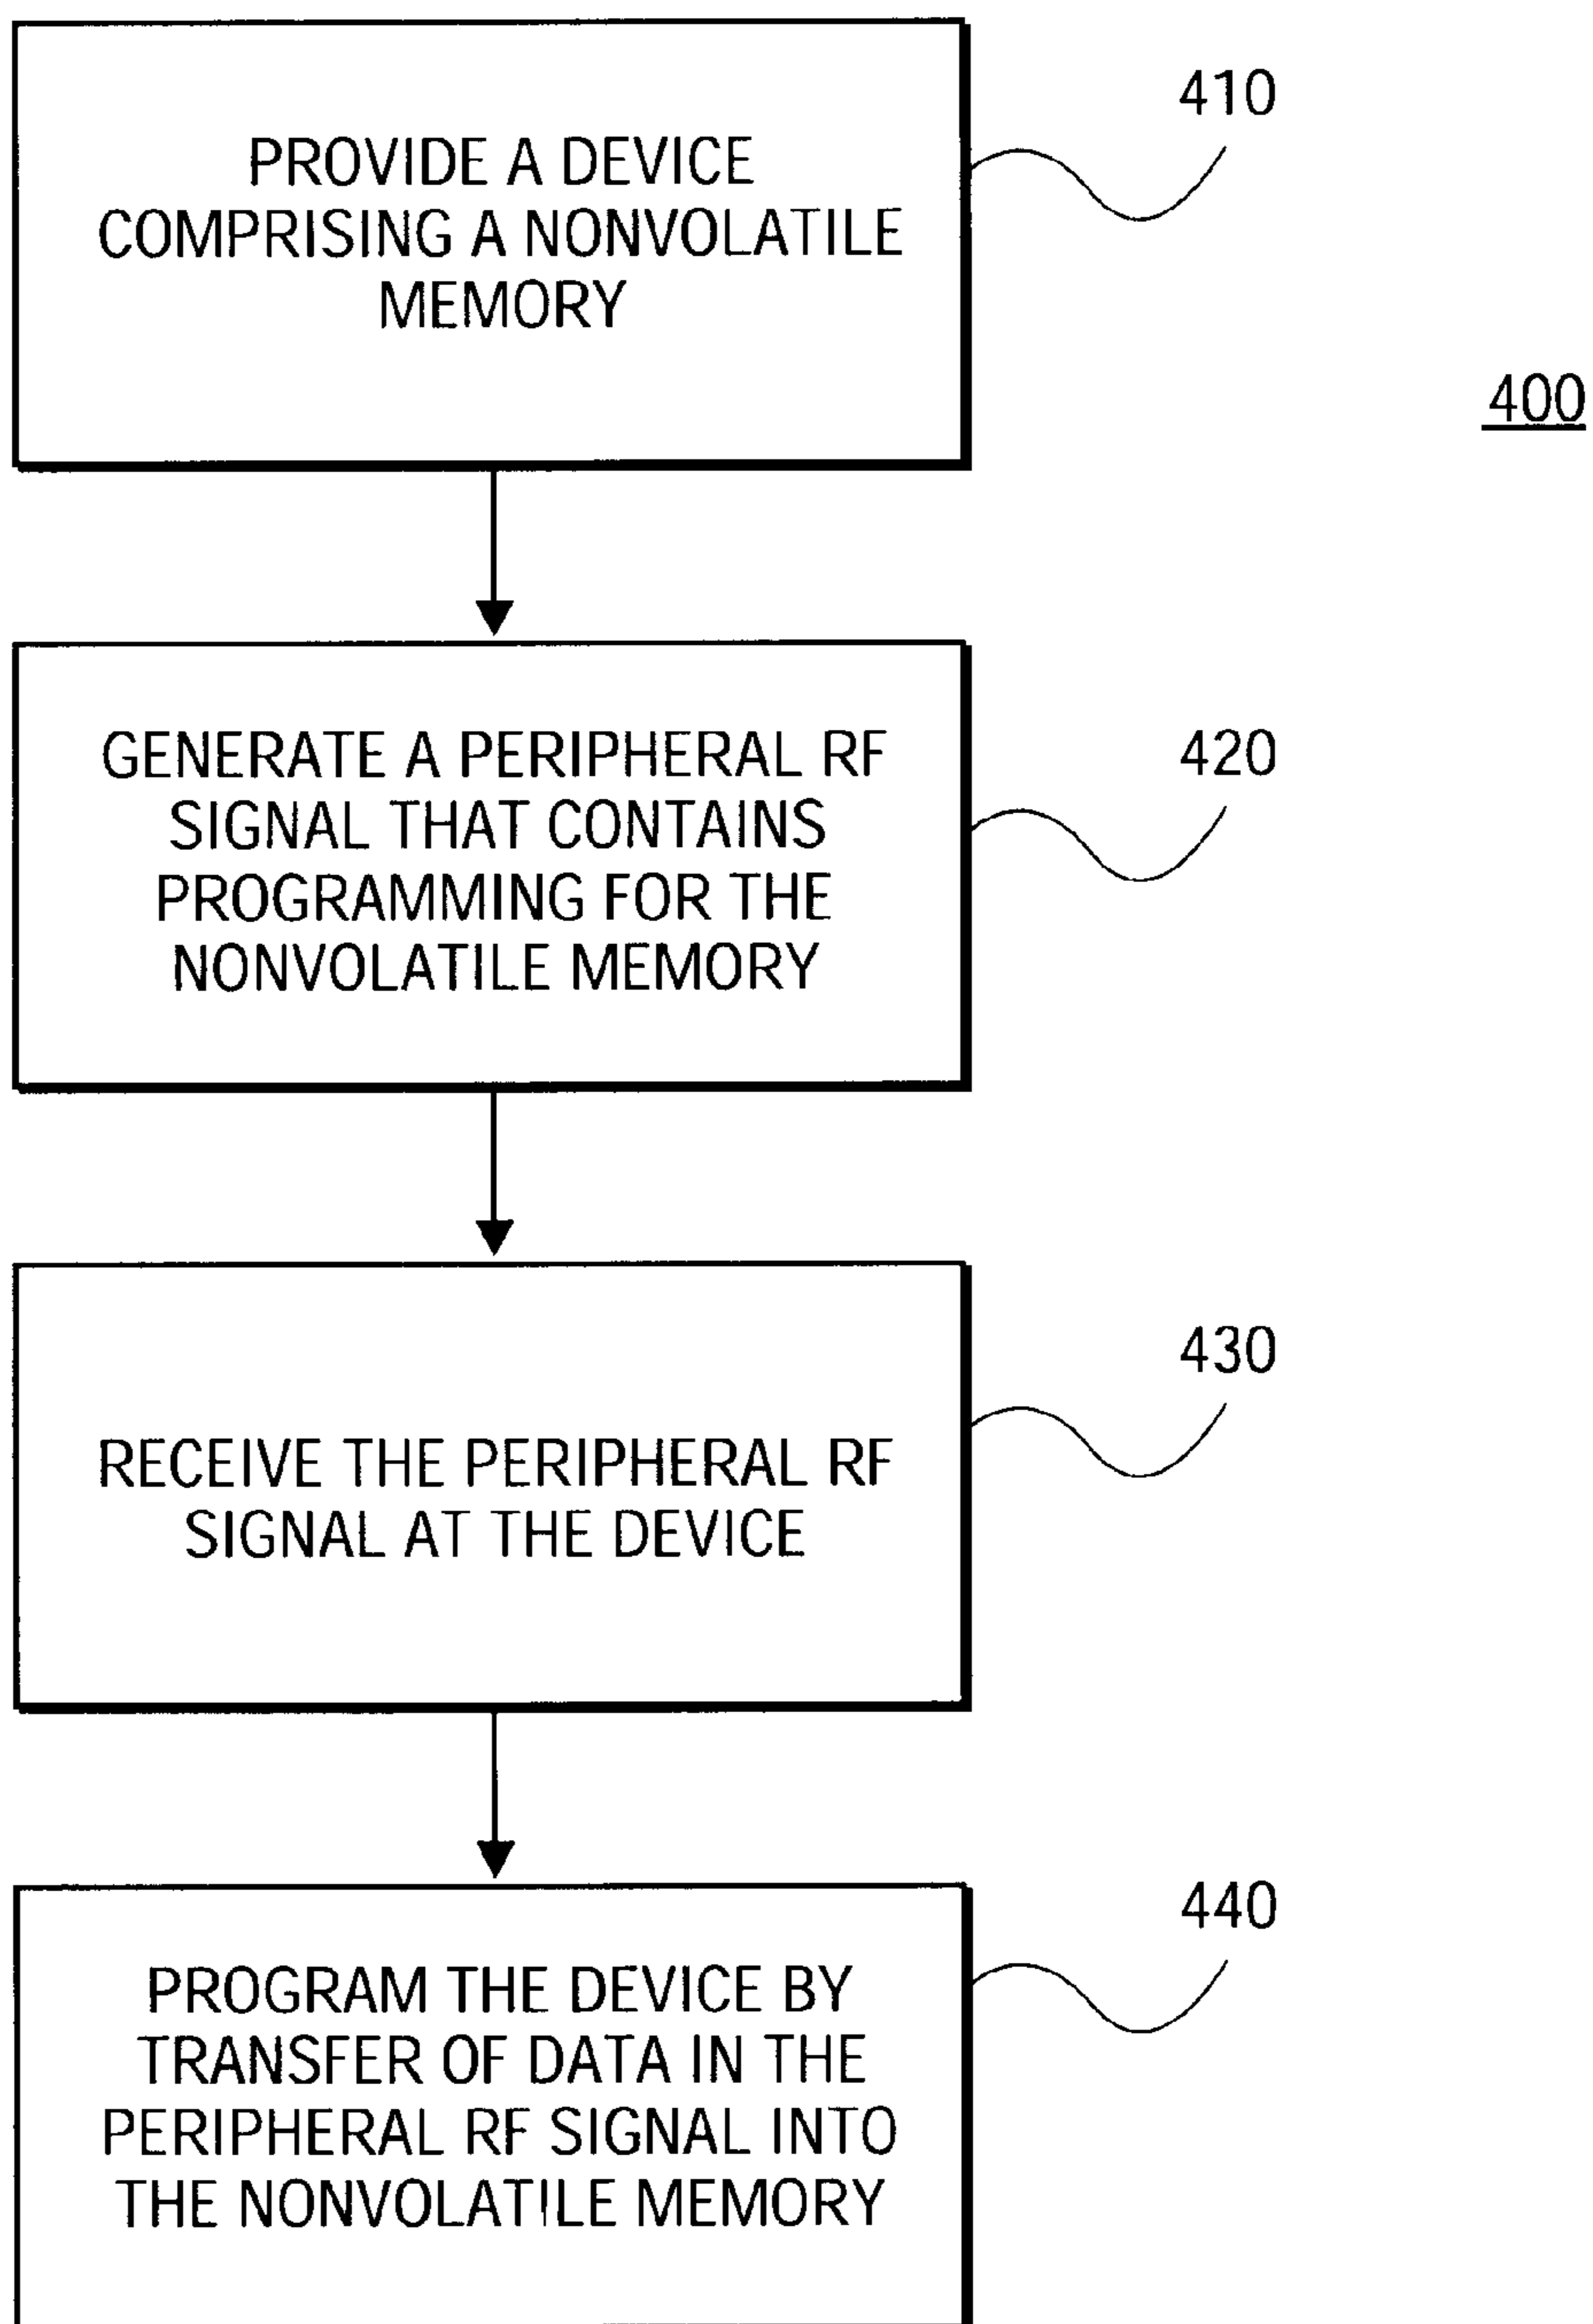 PROVIDE A DEVICE
COMPRISING A NONVOLATILE
MEMORY
410
400
GENERATE A PERIPHERAL RF
SIGNAL THAT CONTAINS
PROGRAMMING FOR THE
NONVOLATILE MEMORY
420
RECEIVE THE PERIPHERAL RF
SIGNAL AT THE DEVICE
430
PROGRAM THE DEVICE BY
TRANSFER OF DATA IN THE
PERIPHERAL RF SIGNAL INTO
THE NONVOLATILE MEMORY
440